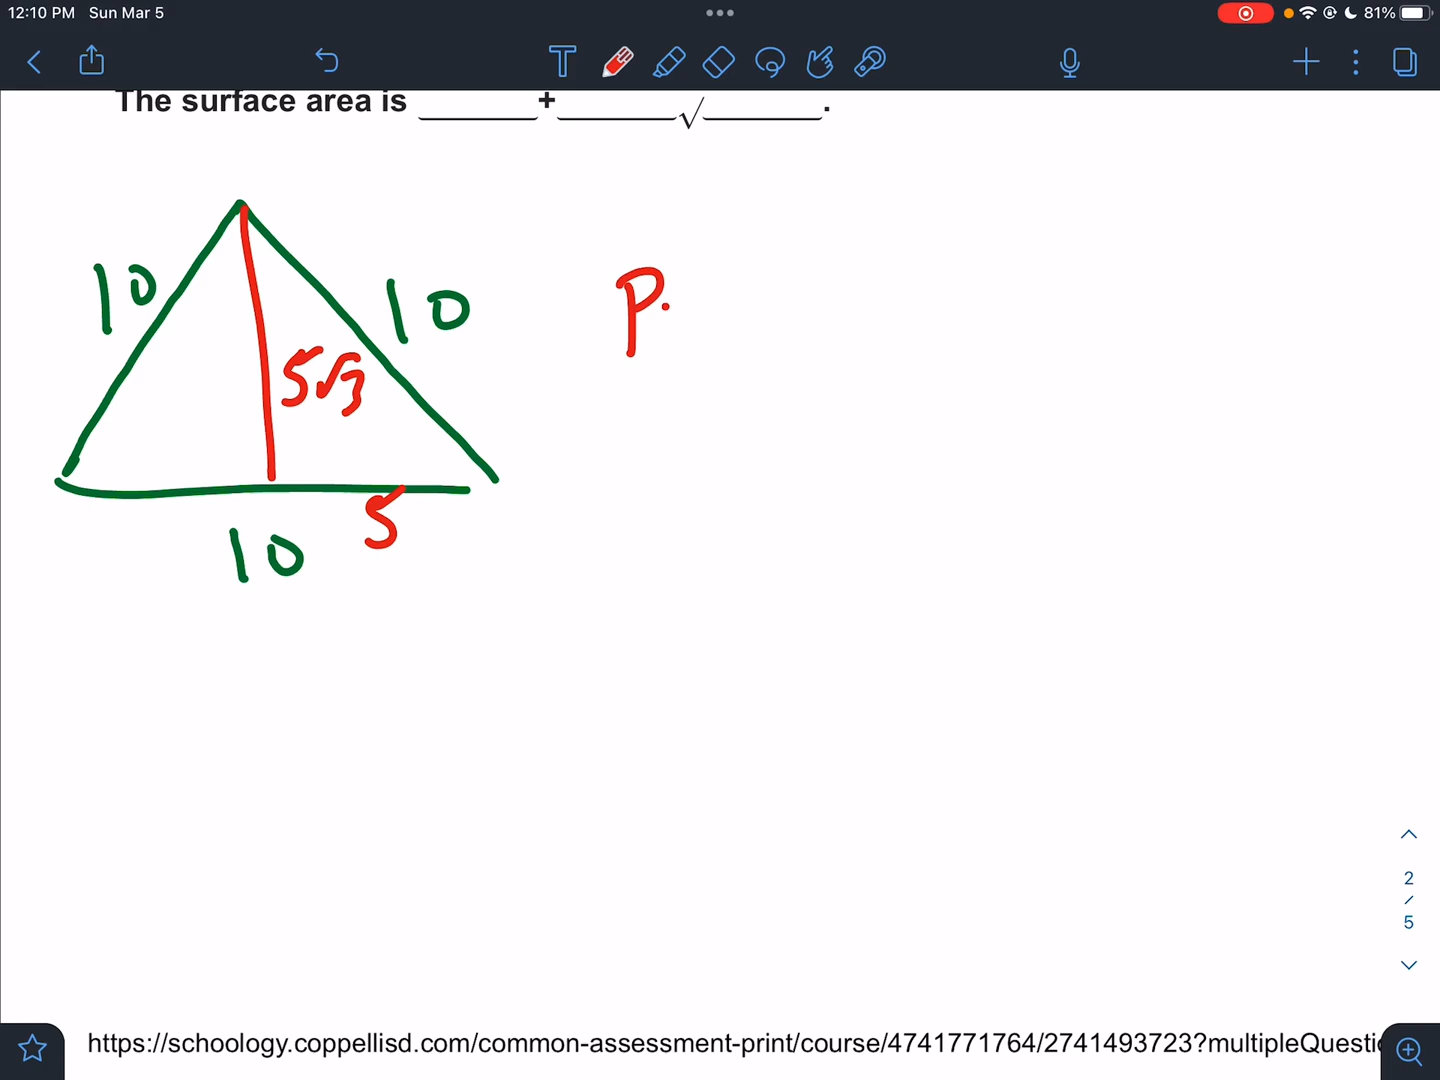 12:10 PM Sun Mar 5
81%
The surface area is ______+______√______.
10
10
5√3
5
10
P.
2
/
5
https://schoology.coppellisd.com/common-assessment-print/course/4741771764/2741493723?multipleQuesti